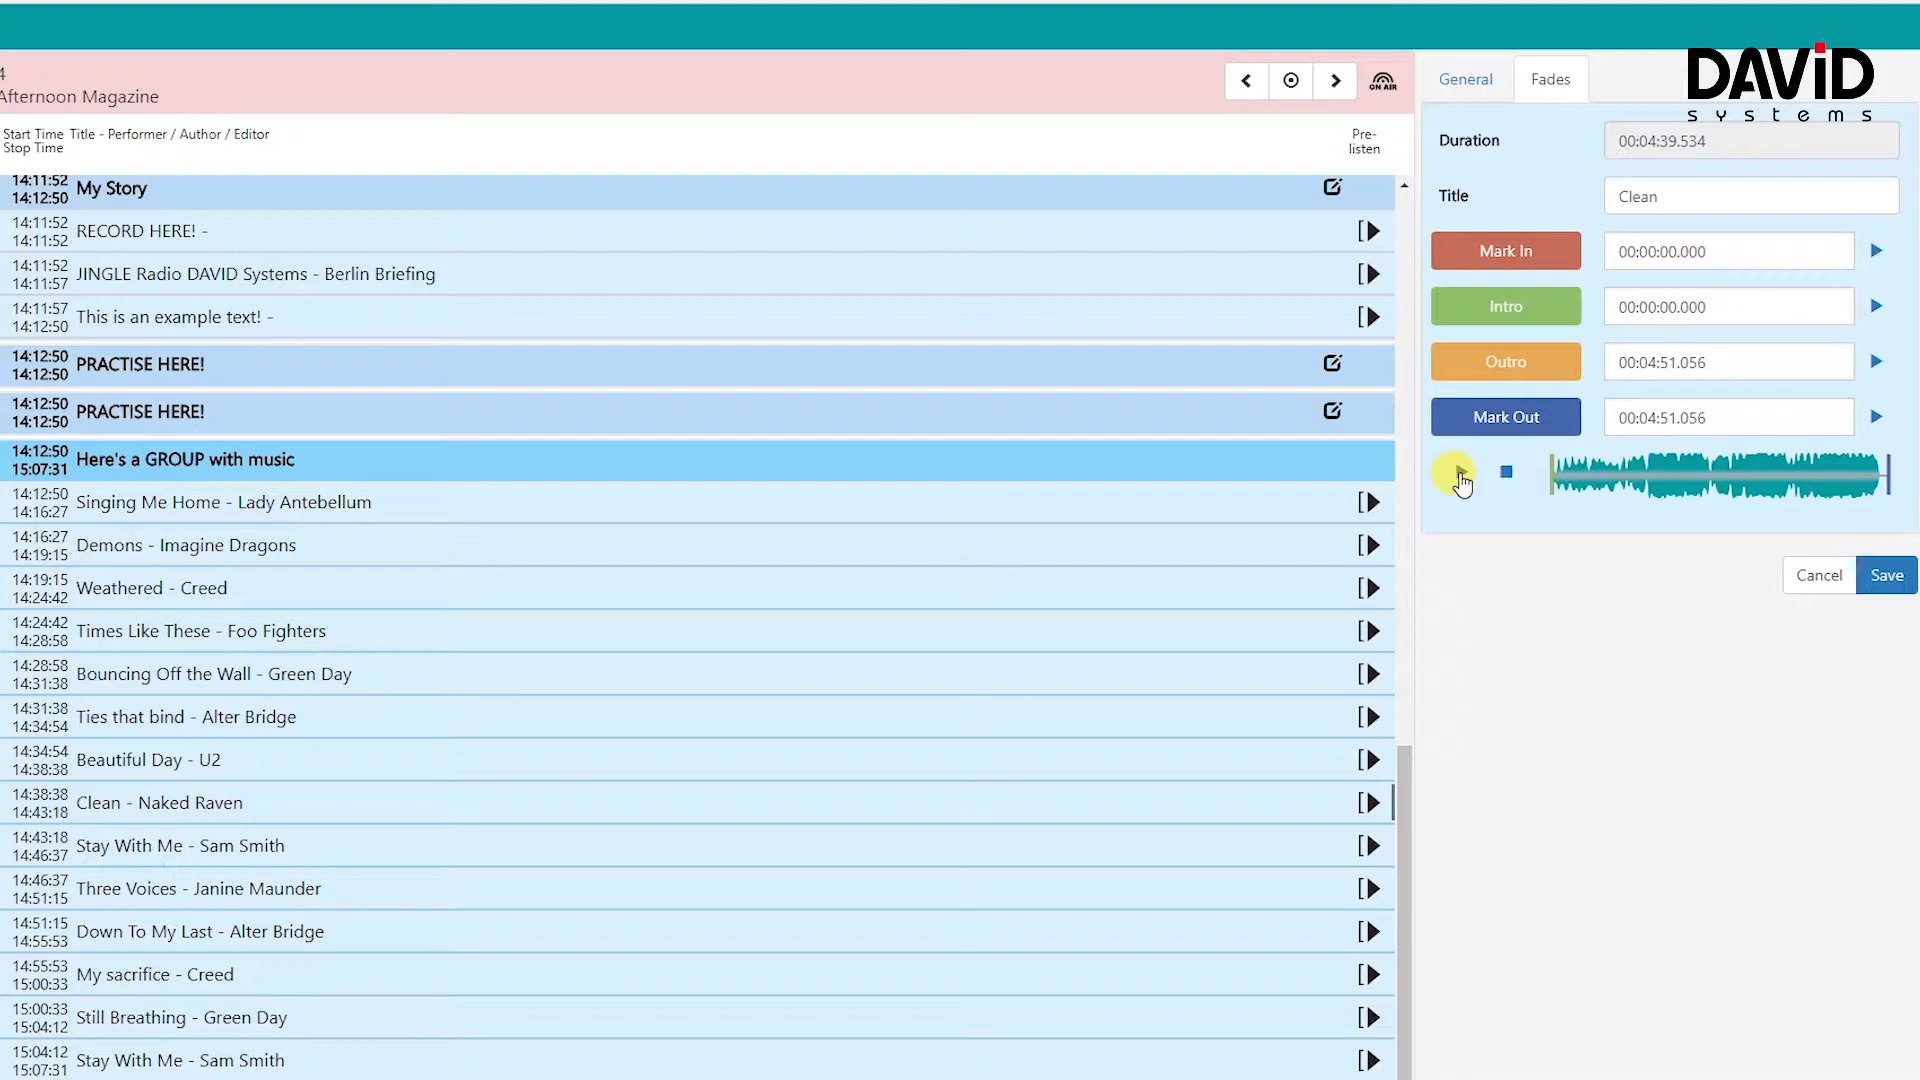 DAVID
systems
4
Afternoon Magazine
ON AIR
General
Fades
Start Time Title - Performer / Author / Editor
Stop Time
Pre-
listen
Duration
00:04:39.534
Title
Clean
Mark In
00:00:00.000
Intro
00:00:00.000
Outro
00:04:51.056
Mark Out
00:04:51.056
Cancel
Save
14:11:52
14:12:50
My Story
14:11:52
14:11:52
RECORD HERE! -
14:11:52
14:11:57
JINGLE Radio DAVID Systems - Berlin Briefing
14:11:57
14:12:50
This is an example text! -
14:12:50
14:12:50
PRACTISE HERE!
14:12:50
14:12:50
PRACTISE HERE!
14:12:50
15:07:31
Here's a GROUP with music
14:12:50
14:16:27
Singing Me Home - Lady Antebellum
14:16:27
14:19:15
Demons - Imagine Dragons
14:19:15
14:24:42
Weathered - Creed
14:24:42
14:28:58
Times Like These - Foo Fighters
14:28:58
14:31:38
Bouncing Off the Wall - Green Day
14:31:38
14:34:54
Ties that bind - Alter Bridge
14:34:54
14:38:38
Beautiful Day - U2
14:38:38
14:43:18
Clean - Naked Raven
14:43:18
14:46:37
Stay With Me - Sam Smith
14:46:37
14:51:15
Three Voices - Janine Maunder
14:51:15
14:55:53
Down To My Last - Alter Bridge
14:55:53
15:00:33
My sacrifice - Creed
15:00:33
15:04:12
Still Breathing - Green Day
15:04:12
15:07:31
Stay With Me - Sam Smith